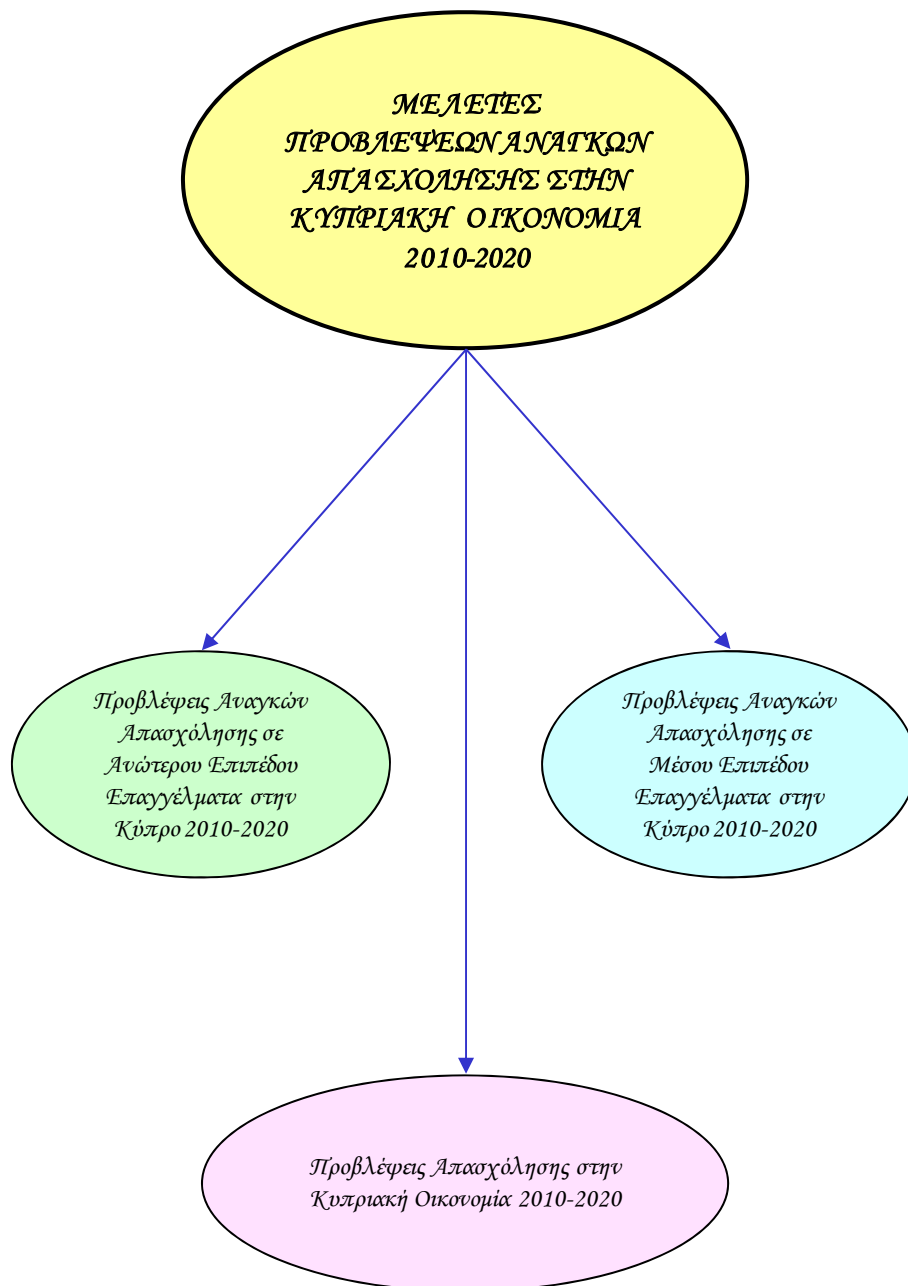 ΜΕΛΕΤΕΣ
ΠΡΟΒΛΕΨΕΩΝ ΑΝΑΓΚΩΝ
ΑΠΑΣΧΟΛΗΣΗΣ ΣΤΗΝ
ΚΥΠΡΙΑΚΗ ΟΙΚΟΝΟΜΙΑ
2010-2020
Προβλέψεις Αναγκών
Απασχόλησης σε
Ανώτερου Επιπέδου
Επαγγέλματα στην
Κύπρο 2010-2020
Προβλέψεις Αναγκών
Απασχόλησης σε
Μέσου Επιπέδου
Επαγγέλματα στην
Κύπρο 2010-2020
Προβλέψεις Απασχόλησης στην
Κυπριακή Οικονομία 2010-2020